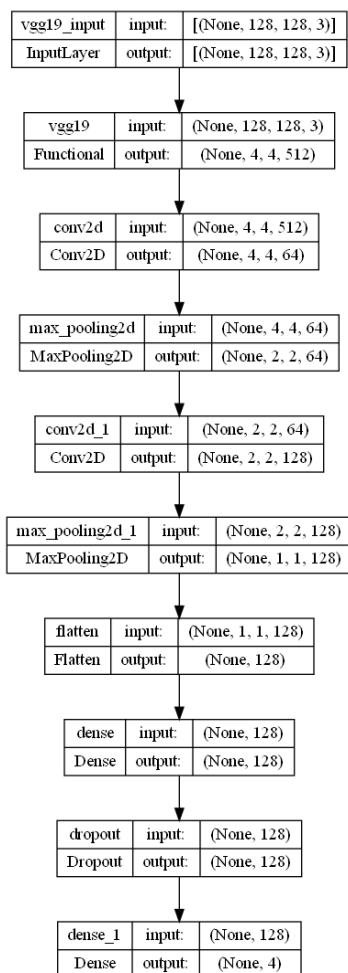 vgg19_input input: [(None, 128, 128, 3)]
InputLayer output: [(None, 128, 128, 3)]
vgg19 input: (None, 128, 128, 3)
Functional output: (None, 4, 4, 512)
conv2d input: (None, 4, 4, 512)
Conv2D output: (None, 4, 4, 64)
max_pooling2d input: (None, 4, 4, 64)
MaxPooling2D output: (None, 2, 2, 64)
conv2d_1 input: (None, 2, 2, 64)
Conv2D output: (None, 2, 2, 128)
max_pooling2d_1 input: (None, 2, 2, 128)
MaxPooling2D output: (None, 1, 1, 128)
flatten input: (None, 1, 1, 128)
Flatten output: (None, 128)
dense input: (None, 128)
Dense output: (None, 128)
dropout input: (None, 128)
Dropout output: (None, 128)
dense_1 input: (None, 128)
Dense output: (None, 4)